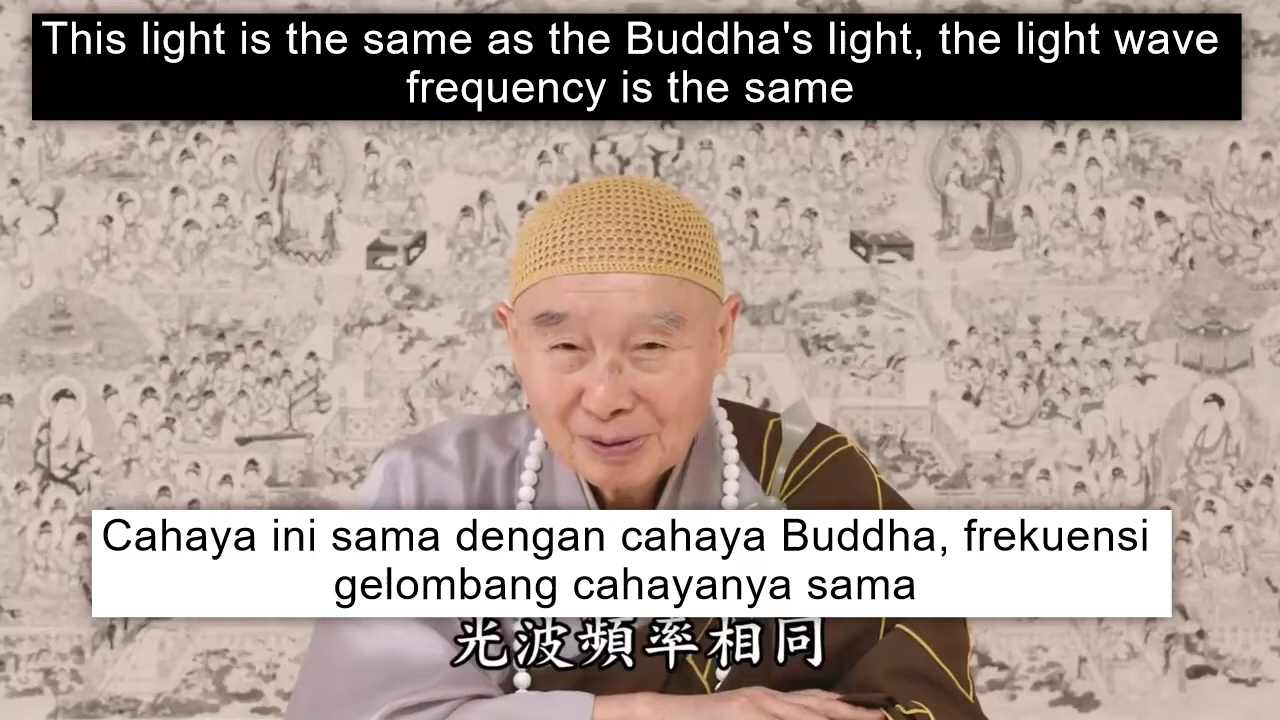 This light is the same as the Buddha's light, the light wave
frequency is the same
Cahaya ini sama dengan cahaya Buddha, frekuensi
gelombang cahayanya sama
光波頻率相同